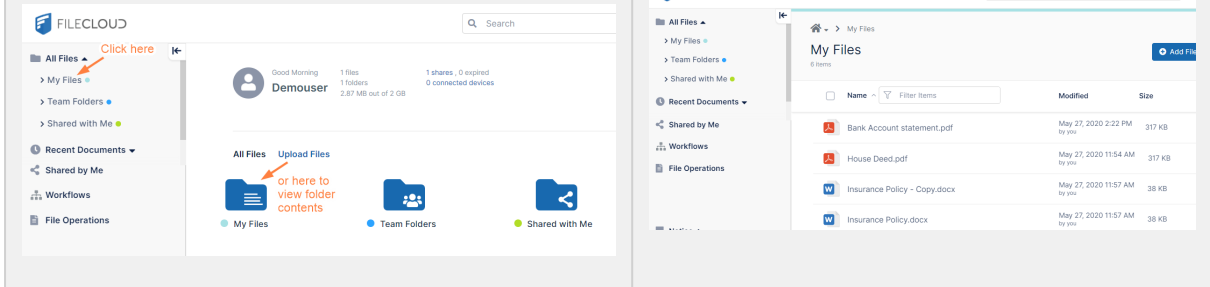 FILECLOUD
Search
All Files
Click here
My Files
Team Folders
Shared with Me
Recent Documents
Shared by Me
Workflows
File Operations
Good Morning
Demouser
1 files
1 folders
2.87 MB out of 2 GB
1 shares , 0 expired
0 connected devices
All Files Upload Files
or here to
view folder
contents
My Files
Team Folders
Shared with Me
All Files
My Files
Team Folders
Shared with Me
Recent Documents
Shared by Me
Workflows
File Operations
My Files
My Files
6 items
Add File
Name Filter Items Modified Size
Bank Account statement.pdf May 27, 2020 2:22 PM 317 KB
by you
House Deed.pdf May 27, 2020 11:54 AM 317 KB
by you
Insurance Policy - Copy.docx May 27, 2020 11:57 AM 38 KB
by you
Insurance Policy.docx May 27, 2020 11:57 AM 38 KB
by you